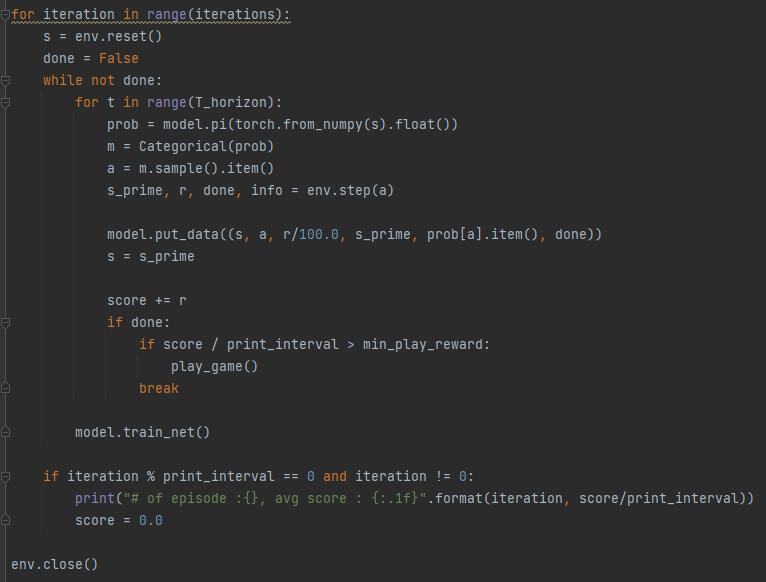 for iteration in range(iterations):
    s = env.reset()
    done = False
    while not done:
        for t in range(T_horizon):
            prob = model.pi(torch.from_numpy(s).float())
            m = Categorical(prob)
            a = m.sample().item()
            s_prime, r, done, info = env.step(a)

            model.put_data((s, a, r/100.0, s_prime, prob[a].item(), done))
            s = s_prime

            score += r
            if done:
                if score / print_interval > min_play_reward:
                    play_game()
                break

        model.train_net()

    if iteration % print_interval == 0 and iteration != 0:
        print("# of episode :{}, avg score : {:.1f}".format(iteration, score/print_interval))
        score = 0.0

env.close()